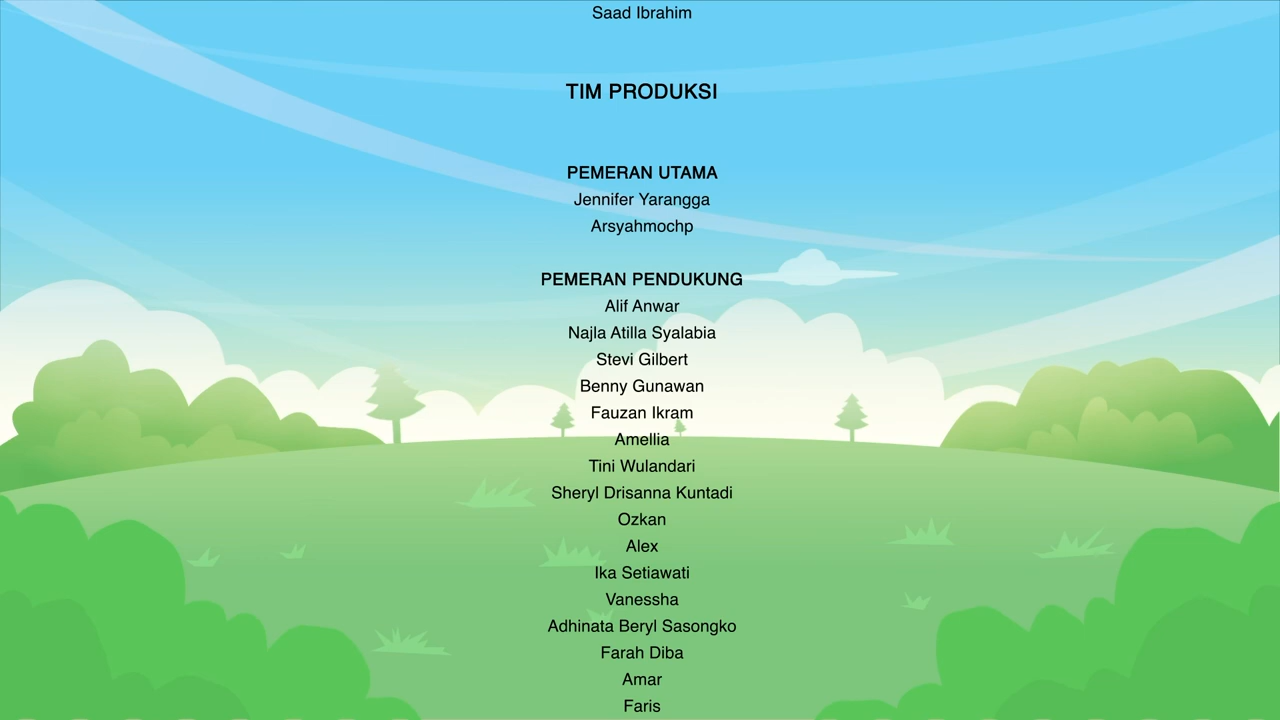 Saad Ibrahim
TIM PRODUKSI
PEMERAN UTAMA
Jennifer Yarangga
Arsyahmochp
PEMERAN PENDUKUNG
Alif Anwar
Najla Atilla Syalabia
Stevi Gilbert
Benny Gunawan
Fauzan Ikram
Amellia
Tini Wulandari
Sheryl Drisanna Kuntadi
Ozkan
Alex
Ika Setiawati
Vanessha
Adhinata Beryl Sasongko
Farah Diba
Amar
Faris